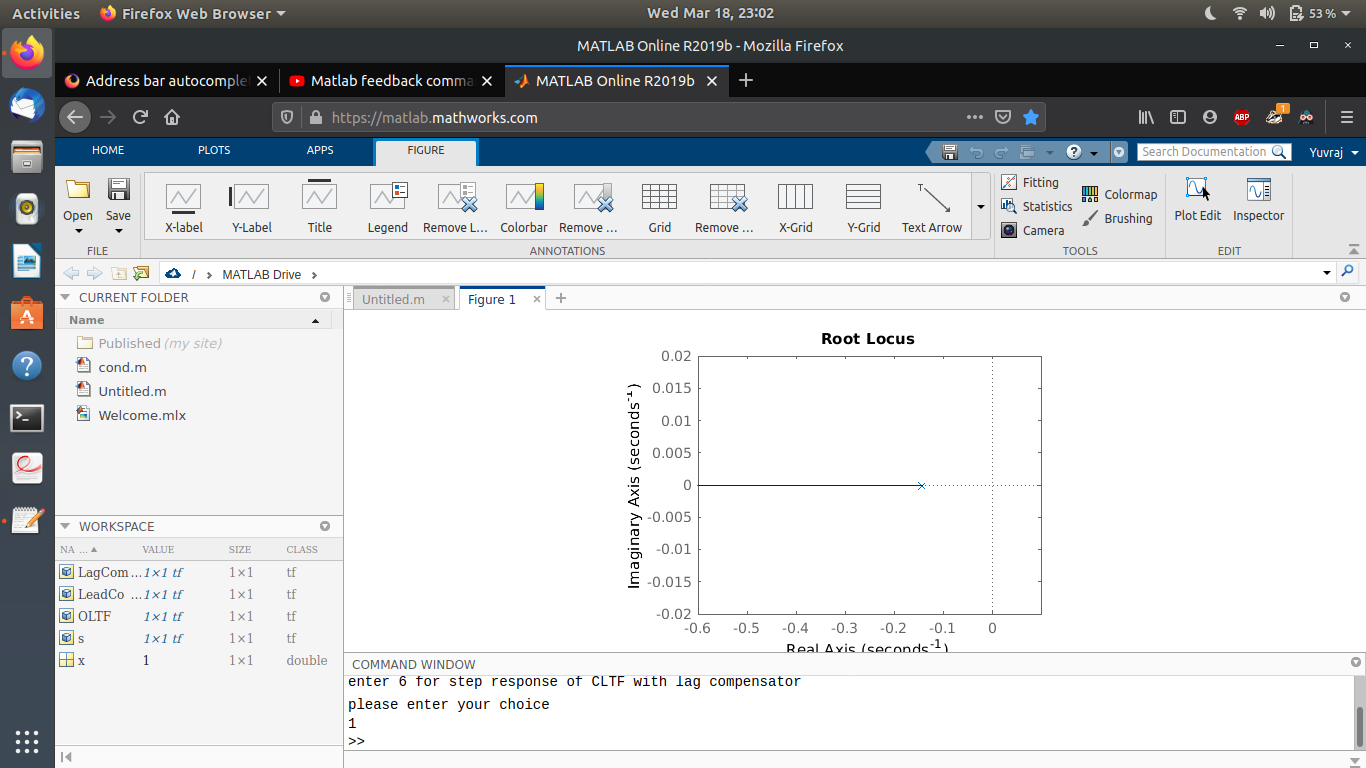 Activities Firefox Web Browser Wed Mar 18, 23:02 53 %
MATLAB Online R2019b - Mozilla Firefox
Address bar autocomple Matlab feedback comma MATLAB Online R2019b
https://matlab.mathworks.com ABP 1
HOME PLOTS APPS FIGURE Search Documentation Yuvraj
Open Save X-label Y-Label Title Legend Remove L... Colorbar Remove ... Grid Remove ... X-Grid Y-Grid Text Arrow Fitting Statistics Camera Colormap Brushing Plot Edit Inspector
FILE ANNOTATIONS TOOLS EDIT
/ MATLAB Drive
CURRENT FOLDER
Name
Published (my site)
cond.m
Untitled.m
Welcome.mlx
WORKSPACE
NA ... VALUE SIZE CLASS
LagCom ... 1×1 tf 1×1 tf
LeadCo ... 1×1 tf 1×1 tf
OLTF 1×1 tf 1×1 tf
s 1×1 tf 1×1 tf
x 1 1×1 double
Untitled.m Figure 1
Root Locus
Imaginary Axis (seconds⁻¹)
0.02
0.015
0.01
0.005
0
-0.005
-0.01
-0.015
-0.02
-0.6 -0.5 -0.4 -0.3 -0.2 -0.1 0
Real Axis (seconds⁻¹)
COMMAND WINDOW
enter 6 for step response of CLTF with lag compensator
please enter your choice
1
>>